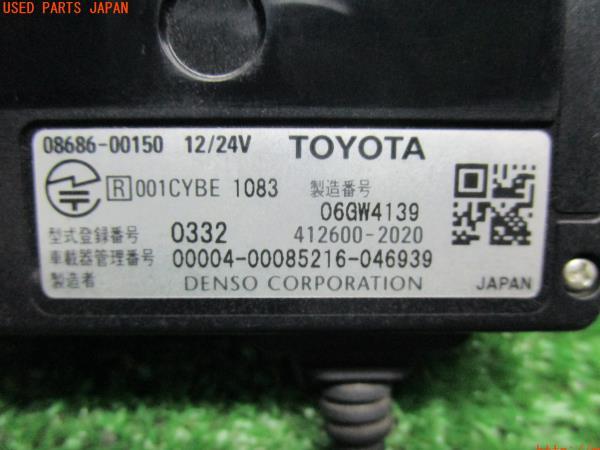 USED PARTS JAPAN
08686-00150 12/24V TOYOTA
R 001CYBE 1083 製造番号
06GW4139
型式登録番号 0332 412600-2020
車載器管理番号 00004-00085216-046939
製造者 DENSO CORPORATION JAPAN